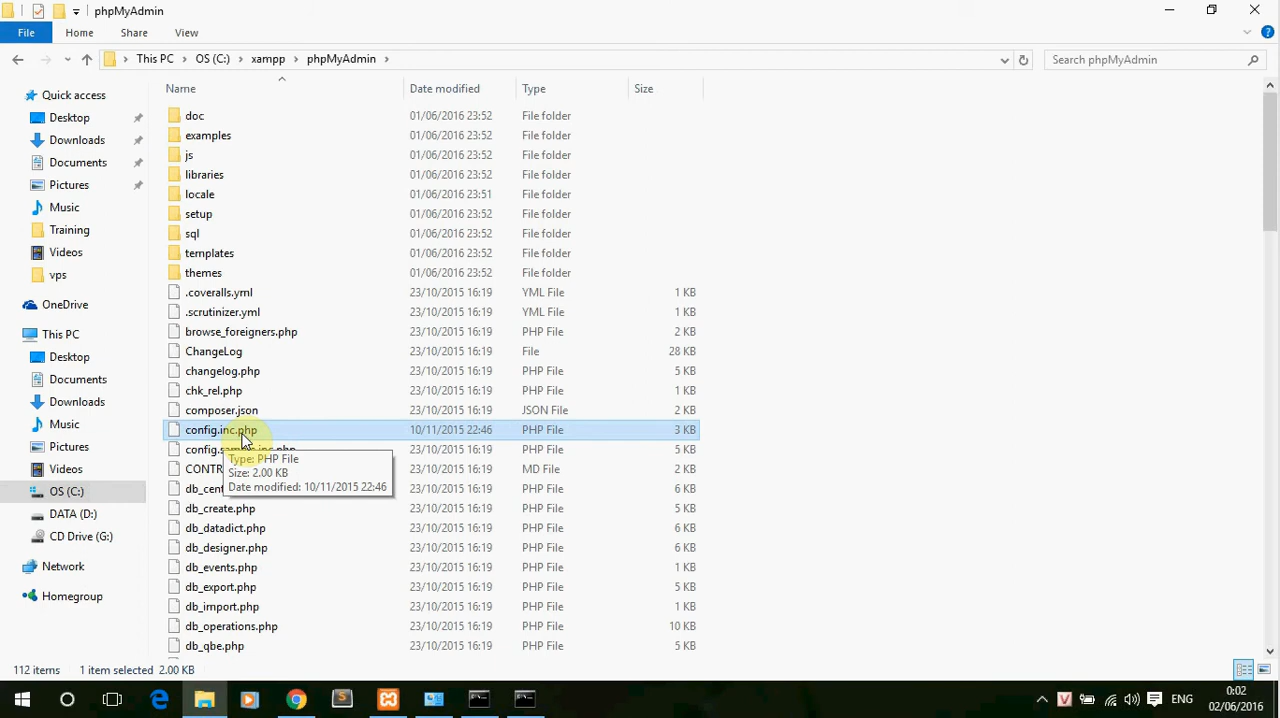 phpMyAdmin
File Home Share View
This PC OS (C:) xampp phpMyAdmin Search phpMyAdmin
Name Date modified Type Size
Quick access
Desktop
Downloads
Documents
Pictures
Music
Training
Videos
vps
OneDrive
This PC
Desktop
Documents
Downloads
Music
Pictures
Videos
OS (C:)
DATA (D:)
CD Drive (G:)
Network
Homegroup
doc 01/06/2016 23:52 File folder
examples 01/06/2016 23:52 File folder
js 01/06/2016 23:52 File folder
libraries 01/06/2016 23:52 File folder
locale 01/06/2016 23:51 File folder
setup 01/06/2016 23:52 File folder
sql 01/06/2016 23:52 File folder
templates 01/06/2016 23:52 File folder
themes 01/06/2016 23:52 File folder
.coveralls.yml 23/10/2015 16:19 YML File 1 KB
.scrutinizer.yml 23/10/2015 16:19 YML File 1 KB
browse_foreigners.php 23/10/2015 16:19 PHP File 2 KB
ChangeLog 23/10/2015 16:19 File 28 KB
changelog.php 23/10/2015 16:19 PHP File 5 KB
chk_rel.php 23/10/2015 16:19 PHP File 1 KB
composer.json 23/10/2015 16:19 JSON File 2 KB
config.inc.php 10/11/2015 22:46 PHP File 3 KB
config.sample.inc.php 23/10/2015 16:19 PHP File 5 KB
CONTR 23/10/2015 16:19 MD File 2 KB
db_cent 23/10/2015 16:19 PHP File 6 KB
db_create.php 23/10/2015 16:19 PHP File 5 KB
db_datadict.php 23/10/2015 16:19 PHP File 6 KB
db_designer.php 23/10/2015 16:19 PHP File 6 KB
db_events.php 23/10/2015 16:19 PHP File 1 KB
db_export.php 23/10/2015 16:19 PHP File 6 KB
db_import.php 23/10/2015 16:19 PHP File 1 KB
db_operations.php 23/10/2015 16:19 PHP File 10 KB
db_qbe.php 23/10/2015 16:19 PHP File 5 KB
Type: PHP File
Size: 2.00 KB
Date modified: 10/11/2015 22:46
112 items 1 item selected 2.00 KB
ENG
0:02
02/06/2016